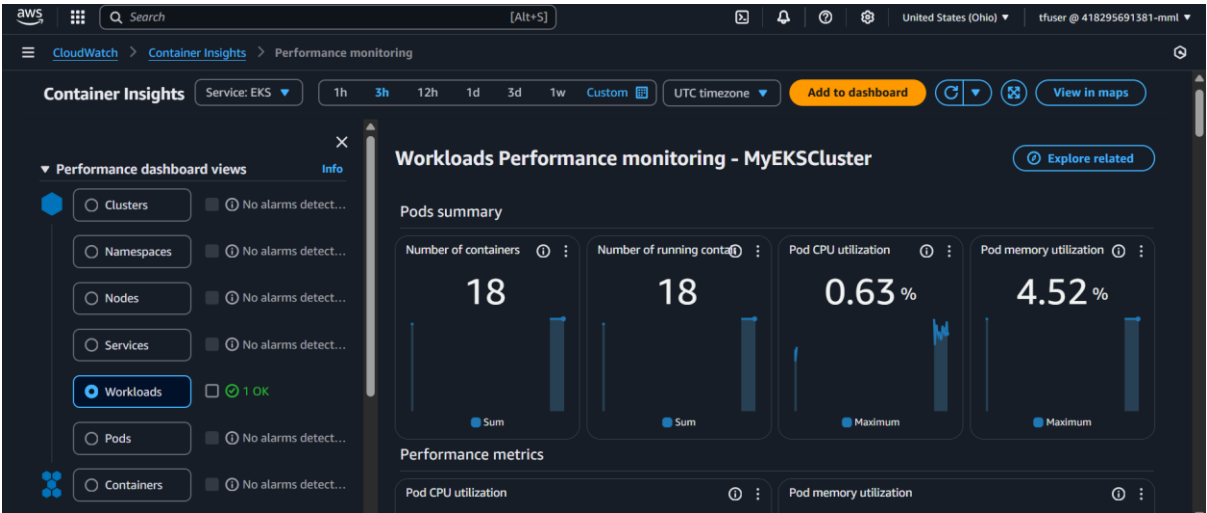 aws
Search [Alt+S]
United States (Ohio) tfuser @ 418295691381-mml
CloudWatch > Container Insights > Performance monitoring
Container Insights Service: EKS 1h 3h 12h 1d 3d 1w Custom UTC timezone Add to dashboard View in maps
Performance dashboard views Info
Clusters No alarms detect...
Namespaces No alarms detect...
Nodes No alarms detect...
Services No alarms detect...
Workloads 1 OK
Pods No alarms detect...
Containers No alarms detect...
Workloads Performance monitoring - MyEKSCluster Explore related
Pods summary
Number of containers
18
Sum
Number of running contai
18
Sum
Pod CPU utilization
0.63 %
Maximum
Pod memory utilization
4.52 %
Maximum
Performance metrics
Pod CPU utilization
Pod memory utilization